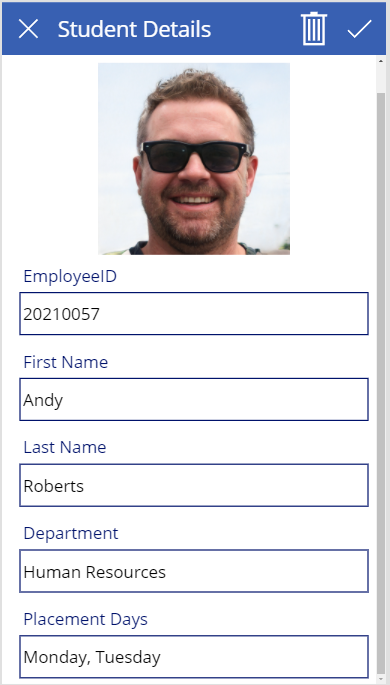 Student Details
EmployeeID
20210057
First Name
Andy
Last Name
Roberts
Department
Human Resources
Placement Days
Monday, Tuesday